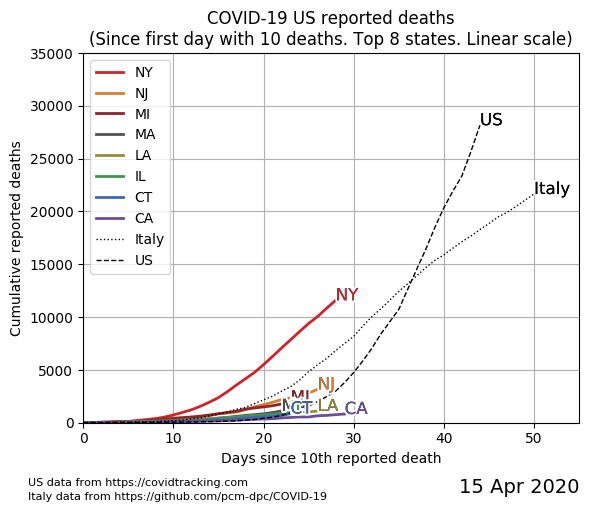 COVID-19 US reported deaths
(Since first day with 10 deaths. Top 8 states. Linear scale)
35000
30000
25000
20000
15000
10000
5000
0
Cumulative reported deaths
NY
NJ
MI
MA
LA
IL
CT
CA
Italy
US
US
Italy
NY
NJ
MI
CT
LA
CA
0 10 20 30 40 50
Days since 10th reported death
US data from https://covidtracking.com
Italy data from https://github.com/pcm-dpc/COVID-19
15 Apr 2020